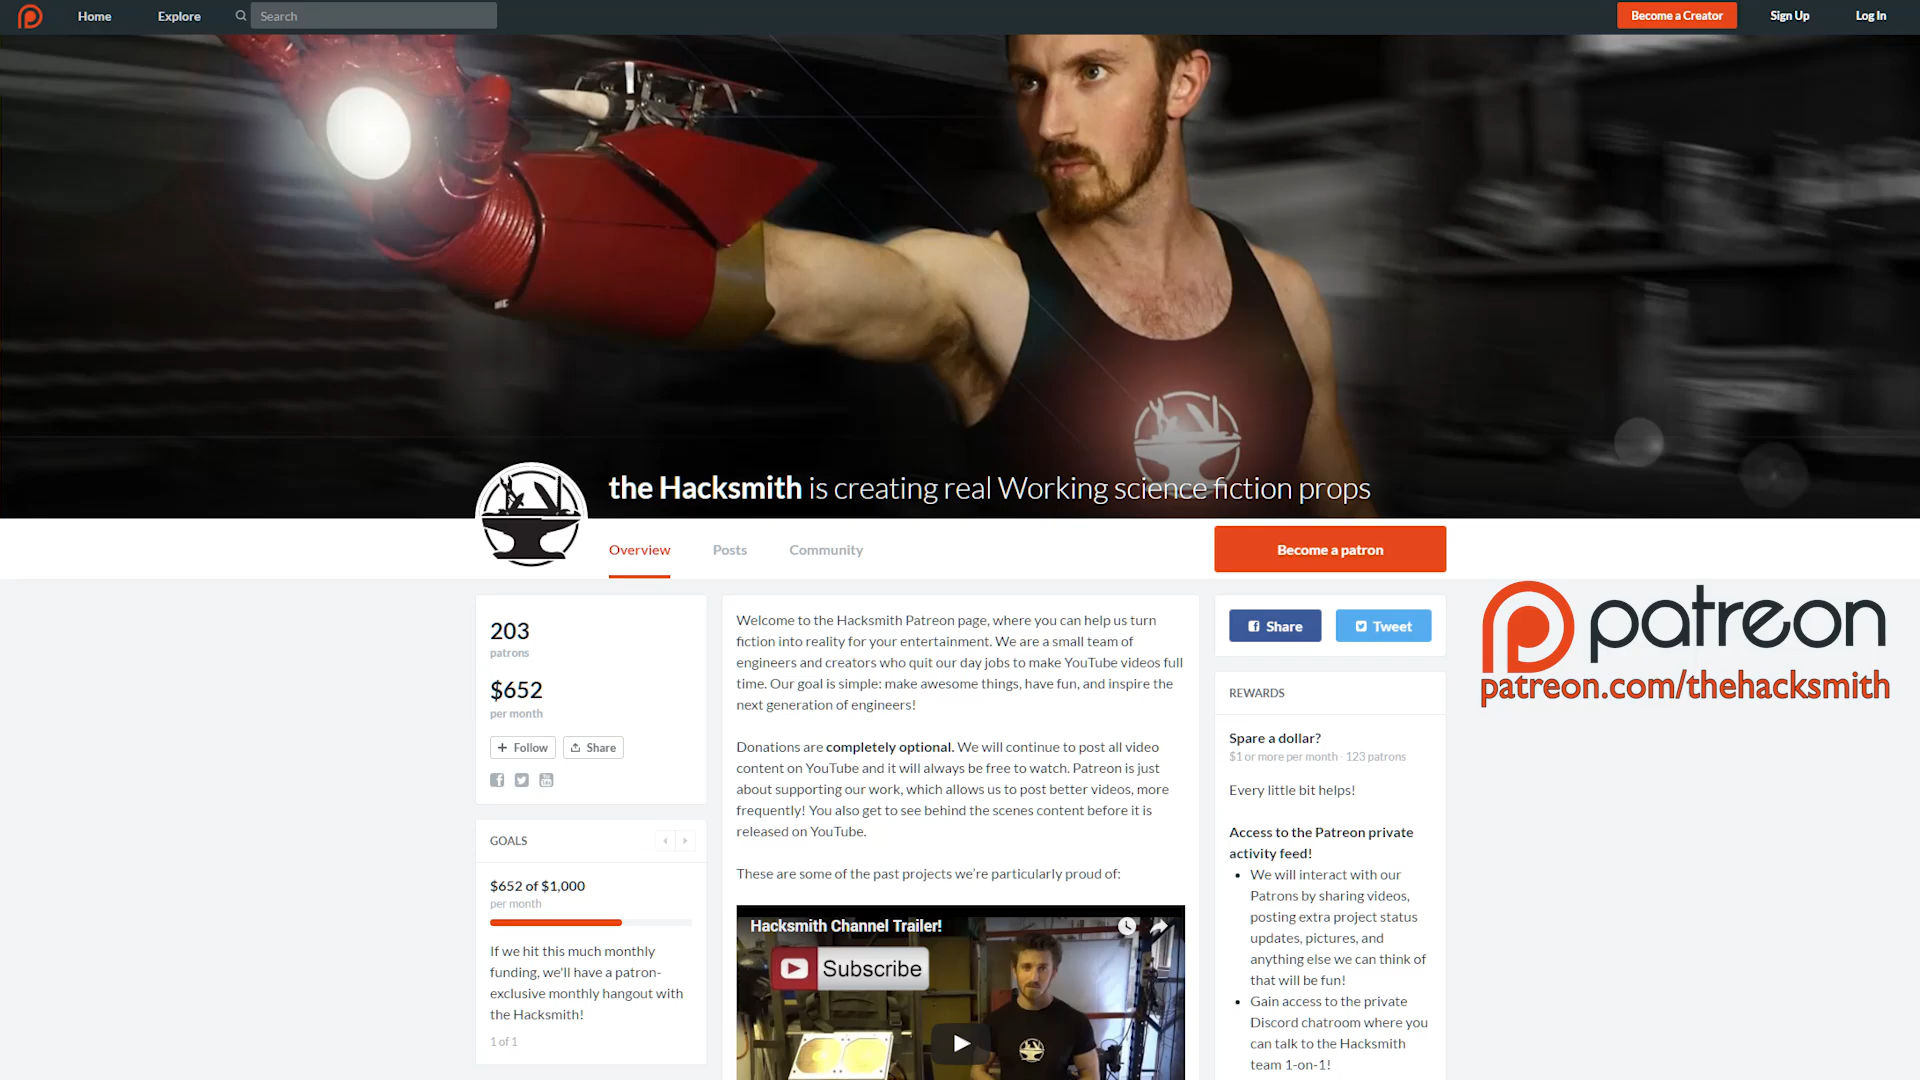 Home
Explore
Search
Become a Creator
Sign Up
Log In
the Hacksmith is creating real Working science fiction props
Overview
Posts
Community
Become a patron
203
patrons
$652
per month
Follow
Share
GOALS
$652 of $1,000
per month
If we hit this much monthly
funding, we'll have a patron-
exclusive monthly hangout with
the Hacksmith!
1 of 1
Welcome to the Hacksmith Patreon page, where you can help us turn
fiction into reality for your entertainment. We are a small team of
engineers and creators who quit our day jobs to make YouTube videos full
time. Our goal is simple: make awesome things, have fun, and inspire the
next generation of engineers!
Donations are completely optional. We will continue to post all video
content on YouTube and it will always be free to watch. Patreon is just
about supporting our work, which allows us to post better videos, more
frequently! You also get to see behind the scenes content before it is
released on YouTube.
These are some of the past projects we're particularly proud of:
Hacksmith Channel Trailer!
Subscribe
Share
Tweet
REWARDS
Spare a dollar?
$1 or more per month · 123 patrons
Every little bit helps!
Access to the Patreon private
activity feed!
• We will interact with our
Patrons by sharing videos,
posting extra project status
updates, pictures, and
anything else we can think of
that will be fun!
• Gain access to the private
Discord chatroom where you
can talk to the Hacksmith
team 1-on-1!
patreon
patreon.com/thehacksmith